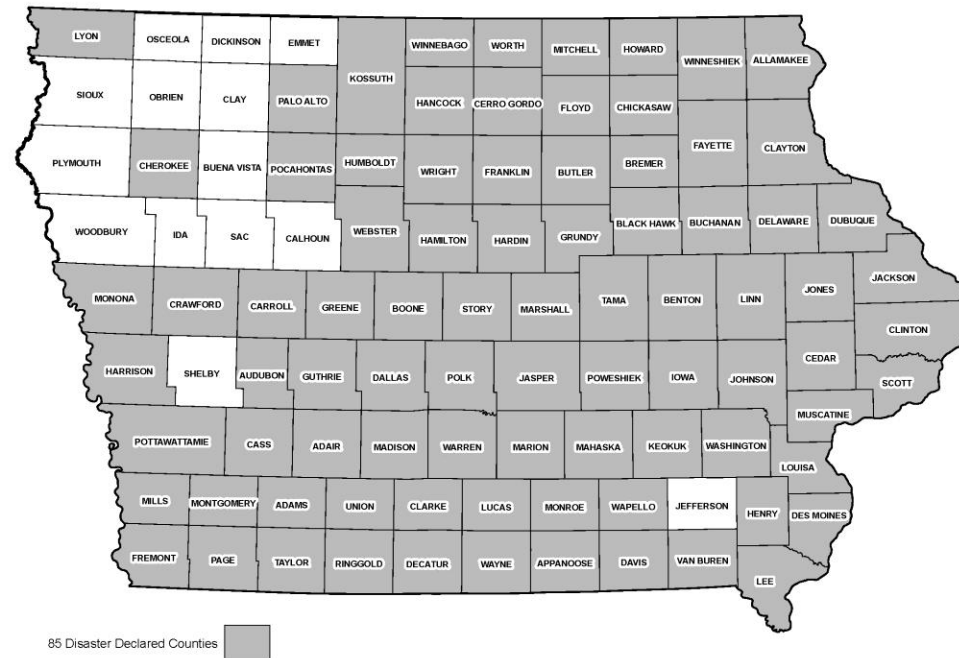 LYON
OSCEOLA
DICKINSON
EMMET
KOSSUTH
WINNEBAGO
WORTH
MITCHELL
HOWARD
WINNESHIEK
ALLAMAKEE
SIOUX
OBRIEN
CLAY
PALO ALTO
HANCOCK
CERRO GORDO
FLOYD
CHICKASAW
FAYETTE
CLAYTON
PLYMOUTH
CHEROKEE
BUENA VISTA
POCAHONTAS
HUMBOLDT
WRIGHT
FRANKLIN
BUTLER
BREMER
WOODBURY
IDA
SAC
CALHOUN
WEBSTER
HAMILTON
HARDIN
GRUNDY
BLACK HAWK
BUCHANAN
DELAWARE
DUBUQUE
MONONA
CRAWFORD
CARROLL
GREENE
BOONE
STORY
MARSHALL
TAMA
BENTON
LINN
JONES
JACKSON
CLINTON
HARRISON
SHELBY
AUDUBON
GUTHRIE
DALLAS
POLK
JASPER
POWESHIEK
IOWA
JOHNSON
CEDAR
SCOTT
MUSCATINE
POTTAWATTAMIE
CASS
ADAIR
MADISON
WARREN
MARION
MAHASKA
KEOKUK
WASHINGTON
LOUISA
MILLS
MONTGOMERY
ADAMS
UNION
CLARKE
LUCAS
MONROE
WAPELLO
JEFFERSON
HENRY
DES MOINES
FREMONT
PAGE
TAYLOR
RINGGOLD
DECATUR
WAYNE
APPANOOSE
DAVIS
VAN BUREN
LEE
85 Disaster Declared Counties